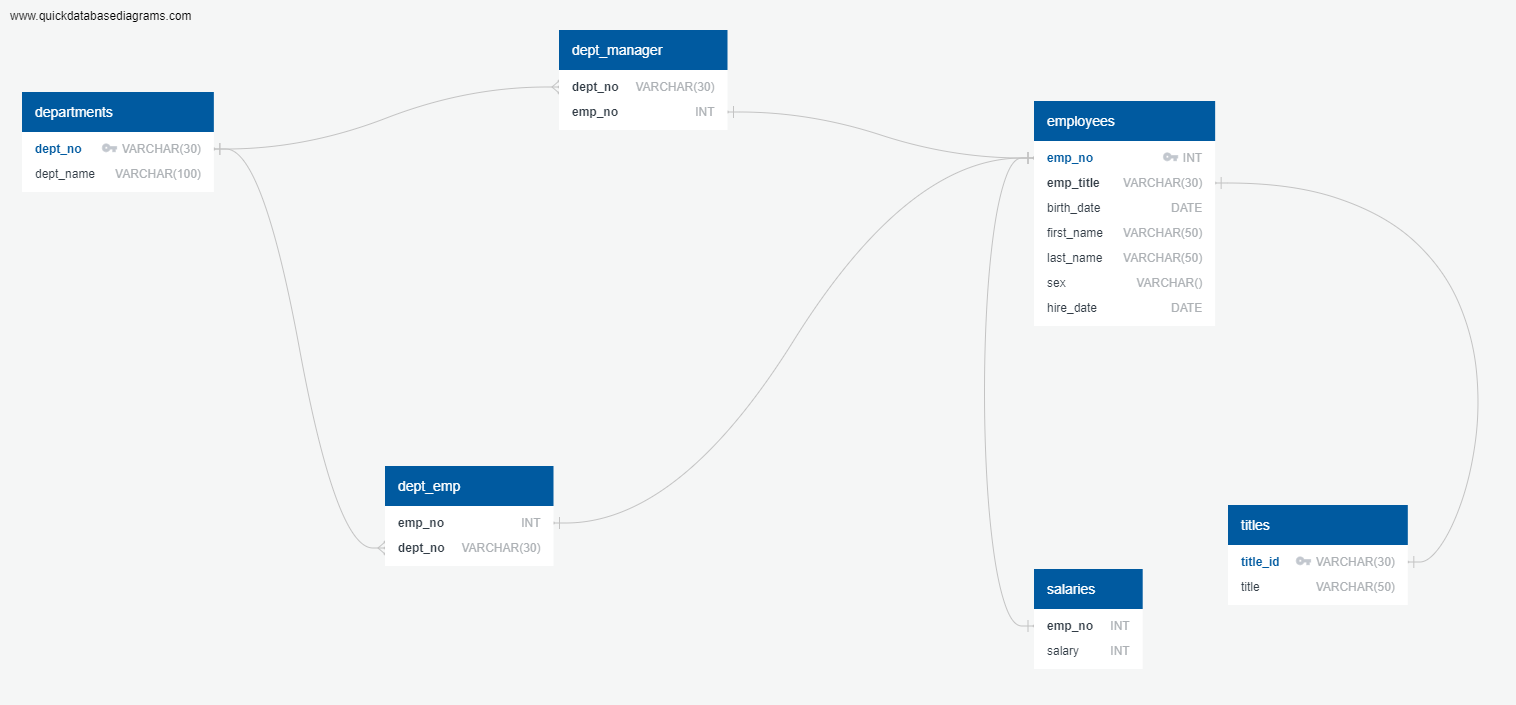 www.quickdatabasediagrams.com
dept_manager
dept_no VARCHAR(30)
emp_no INT
departments
dept_no VARCHAR(30)
dept_name VARCHAR(100)
employees
emp_no INT
emp_title VARCHAR(30)
birth_date DATE
first_name VARCHAR(50)
last_name VARCHAR(50)
sex VARCHAR()
hire_date DATE
dept_emp
emp_no INT
dept_no VARCHAR(30)
titles
title_id VARCHAR(30)
title VARCHAR(50)
salaries
emp_no INT
salary INT